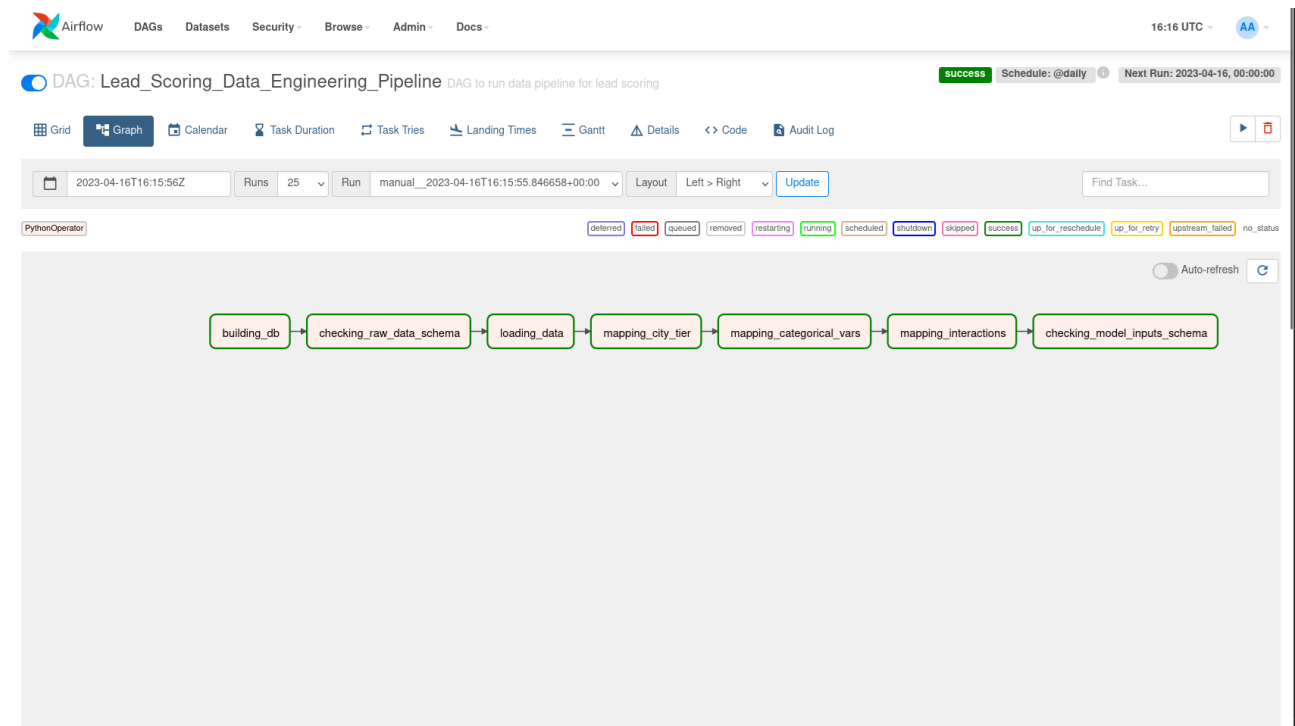 Airflow DAGs Datasets Security Browse Admin Docs 16:16 UTC AA
DAG: Lead_Scoring_Data_Engineering_Pipeline DAG to run data pipeline for lead scoring success Schedule: @daily i Next Run: 2023-04-16, 00:00:00
Grid Graph Calendar Task Duration Task Tries Landing Times Gantt Details <> Code Audit Log
2023-04-16T16:15:56Z Runs 25 Run manual__2023-04-16T16:15:55.846658+00:00 Layout Left > Right Update Find Task...
PythonOperator deferred failed queued removed restarting running scheduled shutdown skipped success up_for_reschedule up_for_retry upstream_failed no_status
Auto-refresh
building_db checking_raw_data_schema loading_data mapping_city_tier mapping_categorical_vars mapping_interactions checking_model_inputs_schema